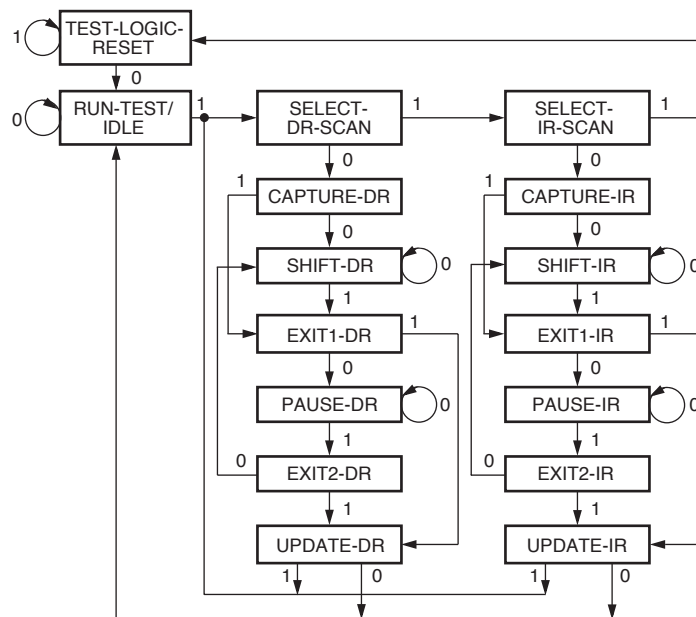 TEST-LOGIC-
RESET
1
0
RUN-TEST/
IDLE
0
1
SELECT-
DR-SCAN
1
SELECT-
IR-SCAN
1
0
0
1
CAPTURE-DR
1
CAPTURE-IR
0
0
SHIFT-DR
0
SHIFT-IR
0
1
1
EXIT1-DR
1
EXIT1-IR
1
0
0
PAUSE-DR
0
PAUSE-IR
0
1
1
0
EXIT2-DR
0
EXIT2-IR
1
1
UPDATE-DR
UPDATE-IR
1
0
1
0